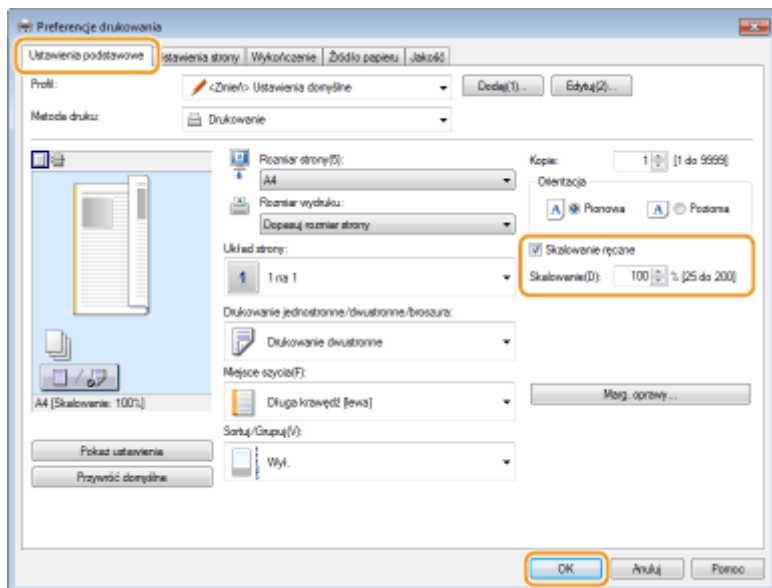 Preferencje drukowania
Ustawienia podstawowe Ustawienia strony Wykończenie Źródło papieru Jakość
Profil: <Zmień> Ustawienia domyślne Dodaj(1)... Edytuj(2)...
Metoda druku: Drukowanie
Rozmiar strony(5):
A4
Rozmiar wydruku:
Dopasuj rozmiar strony
Układ strony:
1 1 na 1
Drukowanie jednostronne/dwustronne/broszura:
Drukowanie dwustronne
Miejsce szycia(F):
Długa krawędź [lewa]
Sortuj/Grupuj(V):
Wył.
Kopie: 1 [1 do 9999]
Orientacja
A Pionowa A Pozioma
Skalowanie ręczne
Skalowanie(D): 100 % [25 do 200]
Marg. oprawy...
A4 [Skalowanie: 100%]
Pokaż ustawienia
Przywróć domyślne
OK Anuluj Pomoc